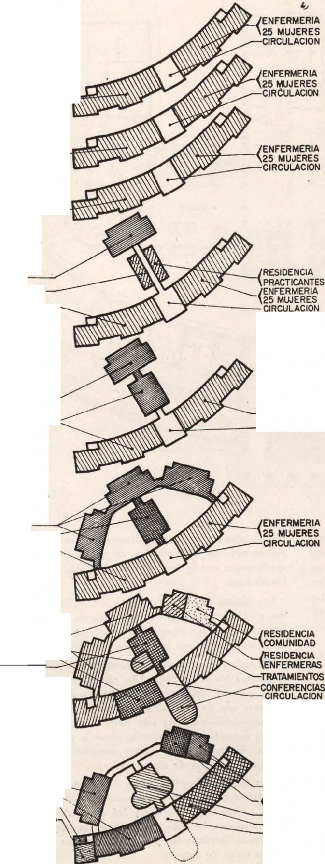 ENFERMERIA
25 MUJERES
CIRCULACION
ENFERMERIA
25 MUJERES
CIRCULACION
ENFERMERIA
25 MUJERES
CIRCULACION
RESIDENCIA
PRACTICANTES
ENFERMERIA
25 MUJERES
CIRCULACION
ENFERMERIA
25 MUJERES
CIRCULACION
RESIDENCIA
COMUNIDAD
RESIDENCIA
ENFERMERAS
TRATAMIENTOS
CONFERENCIAS
CIRCULACION